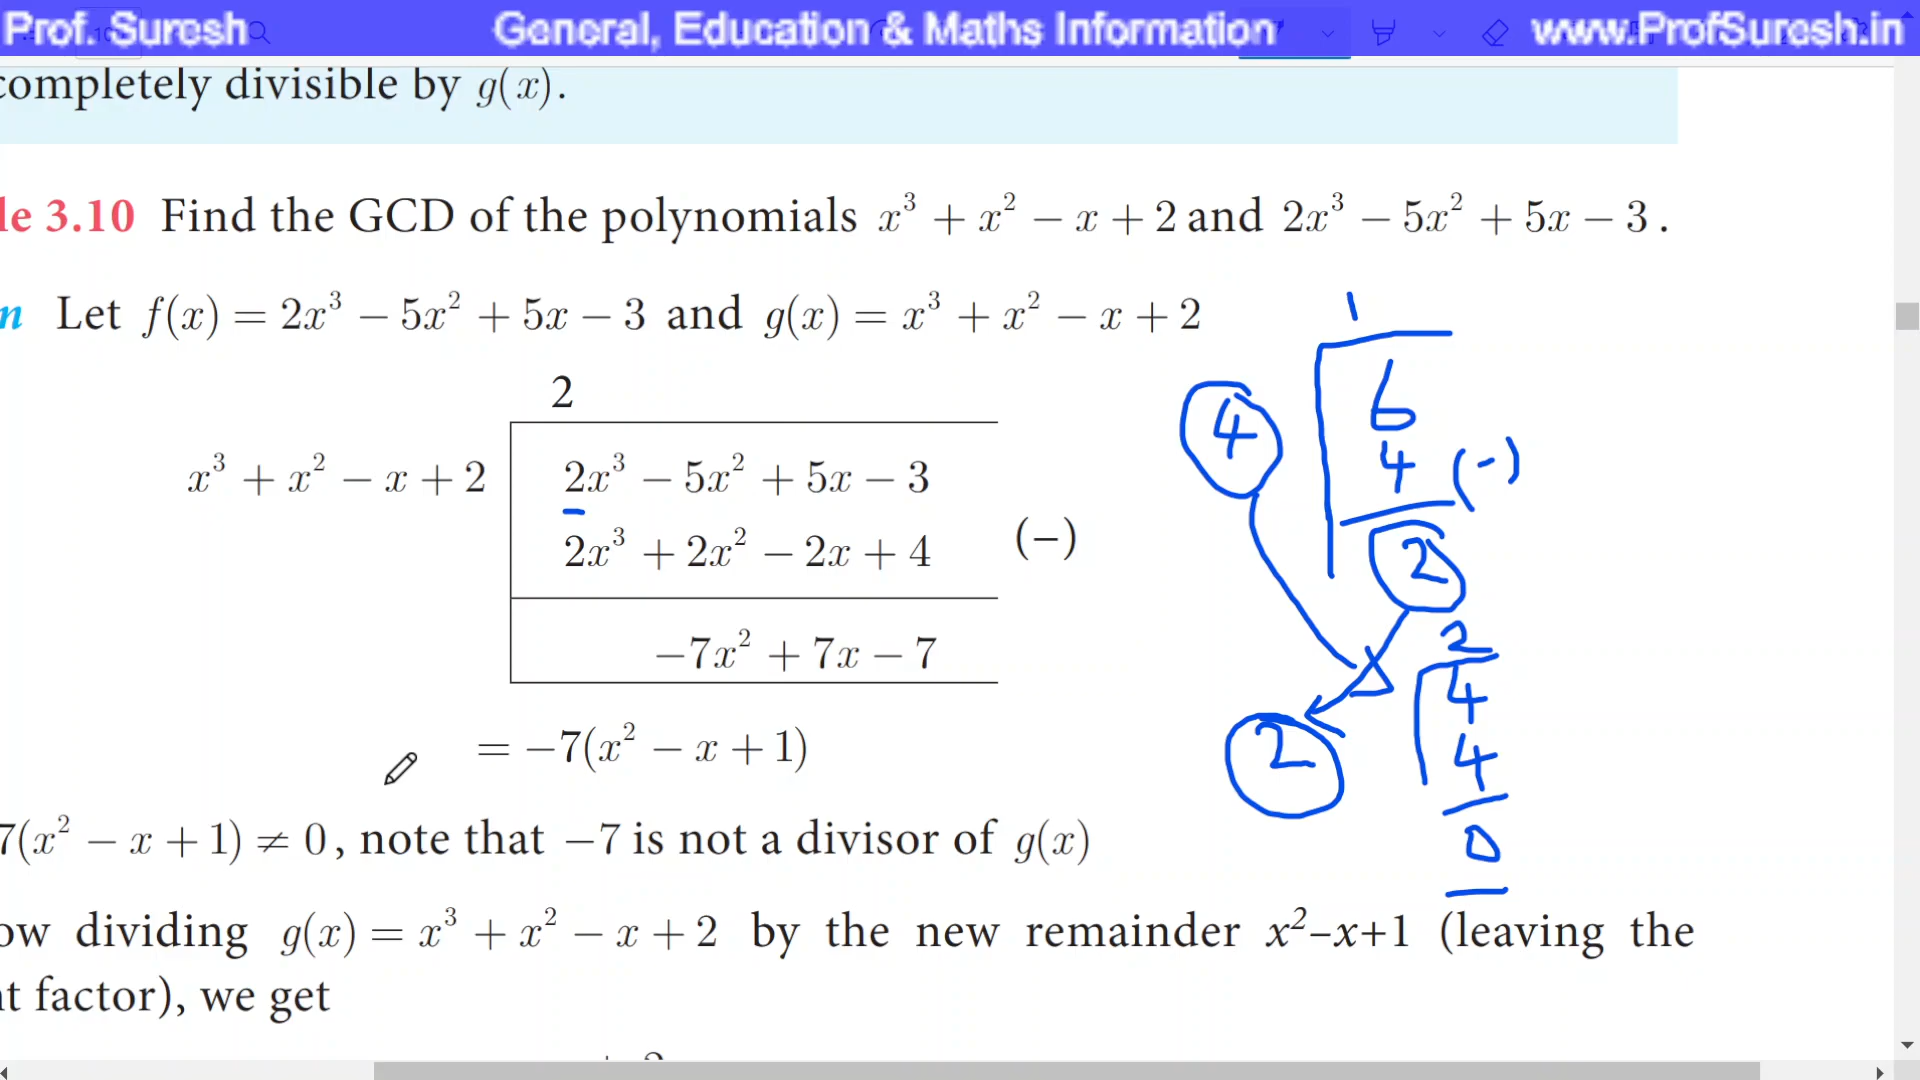 Prof. Suresh General, Education & Maths Information www.ProfSuresh.in
completely divisible by g(x).
le 3.10 Find the GCD of the polynomials x³ + x² − x + 2 and 2x³ − 5x² + 5x − 3.
n Let f(x) = 2x³ − 5x² + 5x − 3 and g(x) = x³ + x² − x + 2
2
x³ + x² − x + 2 2x³ − 5x² + 5x − 3
2x³ + 2x² − 2x + 4 (−)
−7x² + 7x − 7
= −7(x² − x + 1)
7(x² − x + 1) ≠ 0, note that −7 is not a divisor of g(x)
ow dividing g(x) = x³ + x² − x + 2 by the new remainder x²–x+1 (leaving the
t factor), we get
1
4 6
4 (-)
2
2
4
2 4
0